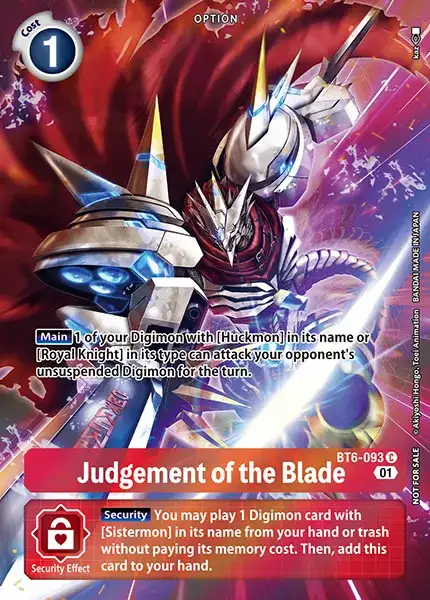 Cost
1
OPTION
kaz
Main 1 of your Digimon with [Huckmon] in its name or
[Royal Knight] in its type can attack your opponent's
unsuspended Digimon for the turn.
©Akiyoshi Hongo, Toei Animation BANDAI MADE IN JAPAN
NOT FOR SALE
BT6-093 C
Judgement of the Blade
01
Security You may play 1 Digimon card with
[Sistermon] in its name from your hand or trash
without paying its memory cost. Then, add this
card to your hand.
Security Effect